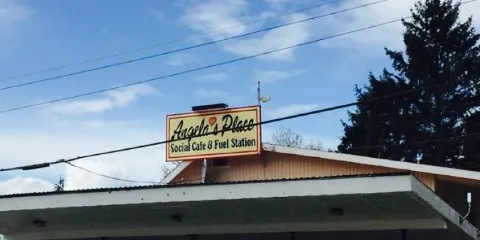 Angela's Place
Social Cafe & Fuel Station